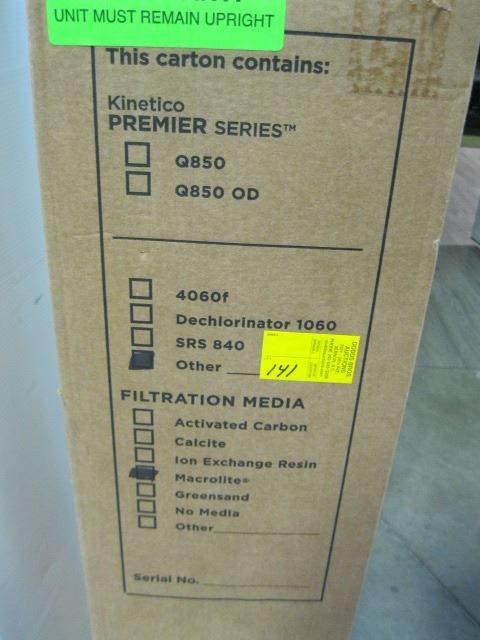 UNIT MUST REMAIN UPRIGHT
This carton contains:
Kinetico
PREMIER SERIES™
Q850
Q850 OD
4060f
Dechlorinator 1060
SRS 840
Other
141
FILTRATION MEDIA
Activated Carbon
Calcite
Ion Exchange Resin
Macrolite®
Greensand
No Media
Other
Serial No.